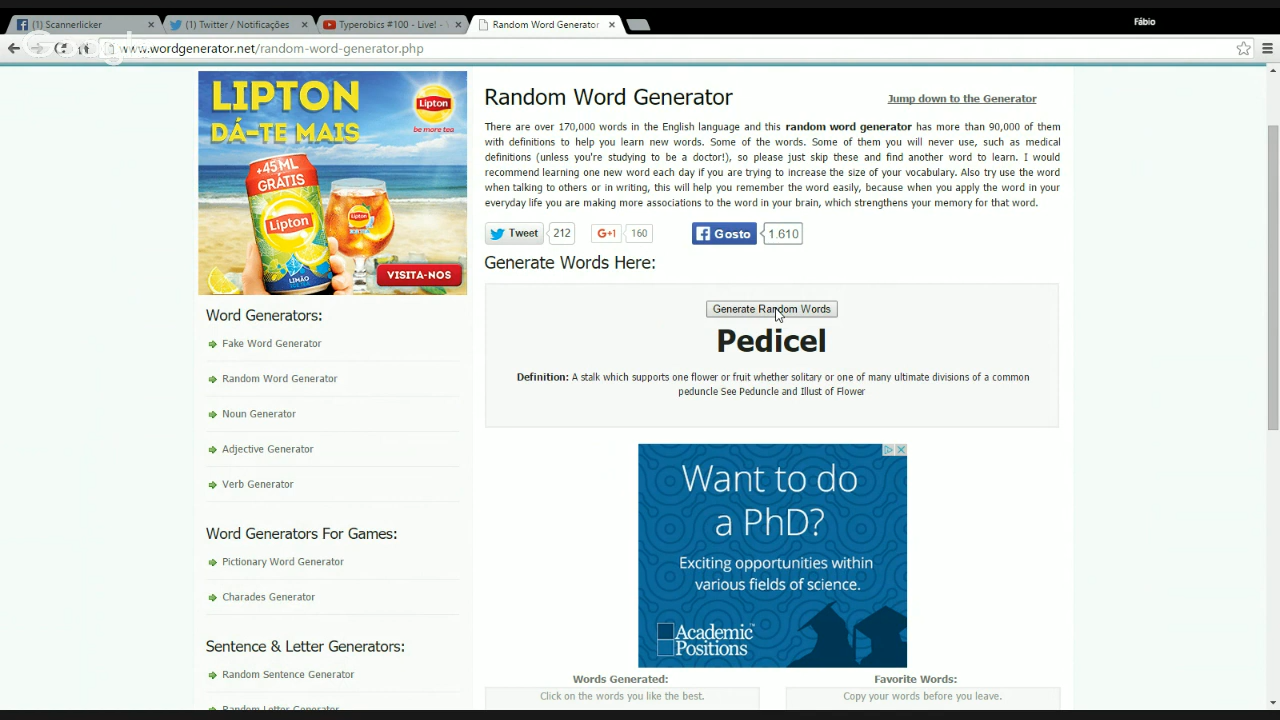 (1) Scannerlicker
(1) Twitter / Notificações
Typerobics #100 - Live! -
Random Word Generator
Fábio
www.wordgenerator.net/random-word-generator.php
Google
LIPTON
DÁ-TE MAIS
Lipton
be more tea
+45ML
GRÁTIS
Lipton
Lipton
LIMÃO
VISITA-NOS
Random Word Generator
Jump down to the Generator
There are over 170,000 words in the English language and this random word generator has more than 90,000 of them
with definitions to help you learn new words. Some of the words. Some of them you will never use, such as medical
definitions (unless you're studying to be a doctor!), so please just skip these and find another word to learn. I would
recommend learning one new word each day if you are trying to increase the size of your vocabulary. Also try use the word
when talking to others or in writing, this will help you remember the word easily, because when you apply the word in your
everyday life you are making more associations to the word in your brain, which strengthens your memory for that word.
Tweet 212 G+1 160 Gosto 1.610
Generate Words Here:
Generate Random Words
Pedicel
Definition: A stalk which supports one flower or fruit whether solitary or one of many ultimate divisions of a common
peduncle See Peduncle and Illust of Flower
Word Generators:
Fake Word Generator
Random Word Generator
Noun Generator
Adjective Generator
Verb Generator
Word Generators For Games:
Pictionary Word Generator
Charades Generator
Sentence & Letter Generators:
Random Sentence Generator
Random Letter Generator
Want to do
a PhD?
Exciting opportunities within
various fields of science.
Academic
Positions
Words Generated:
Click on the words you like the best.
Favorite Words:
Copy your words before you leave.